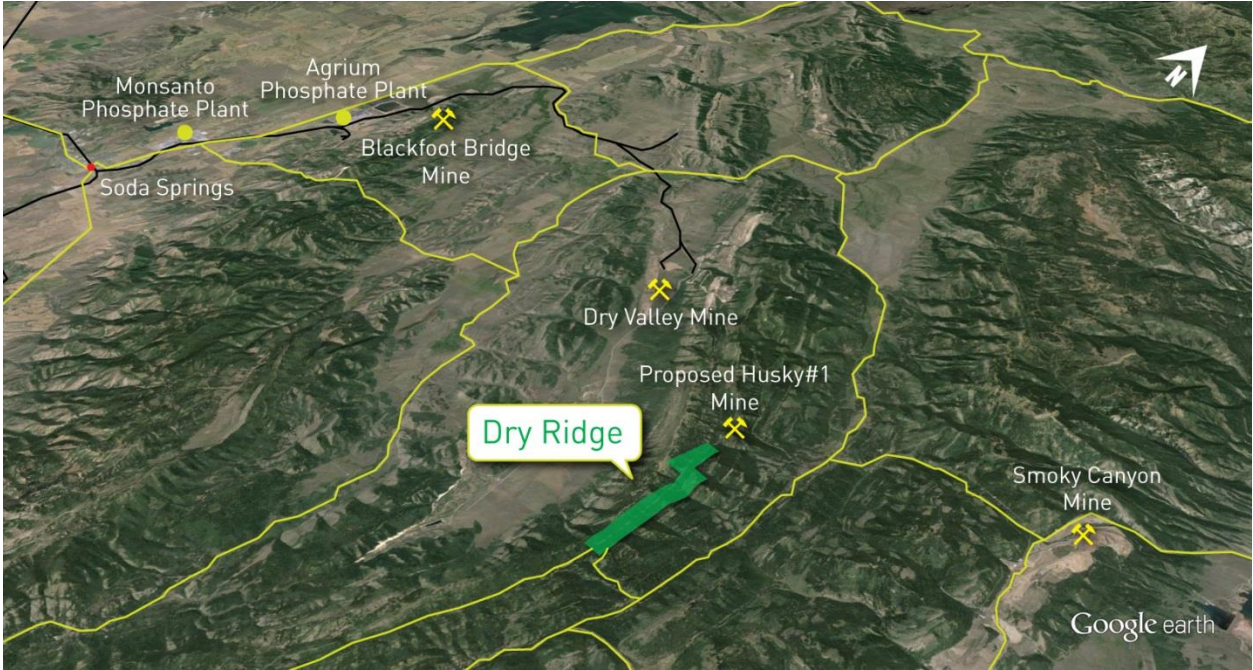 N
Agrium
Phosphate Plant
Monsanto
Phosphate Plant
Blackfoot Bridge
Mine
Soda Springs
Dry Valley Mine
Proposed Husky#1
Mine
Dry Ridge
Smoky Canyon
Mine
Google earth